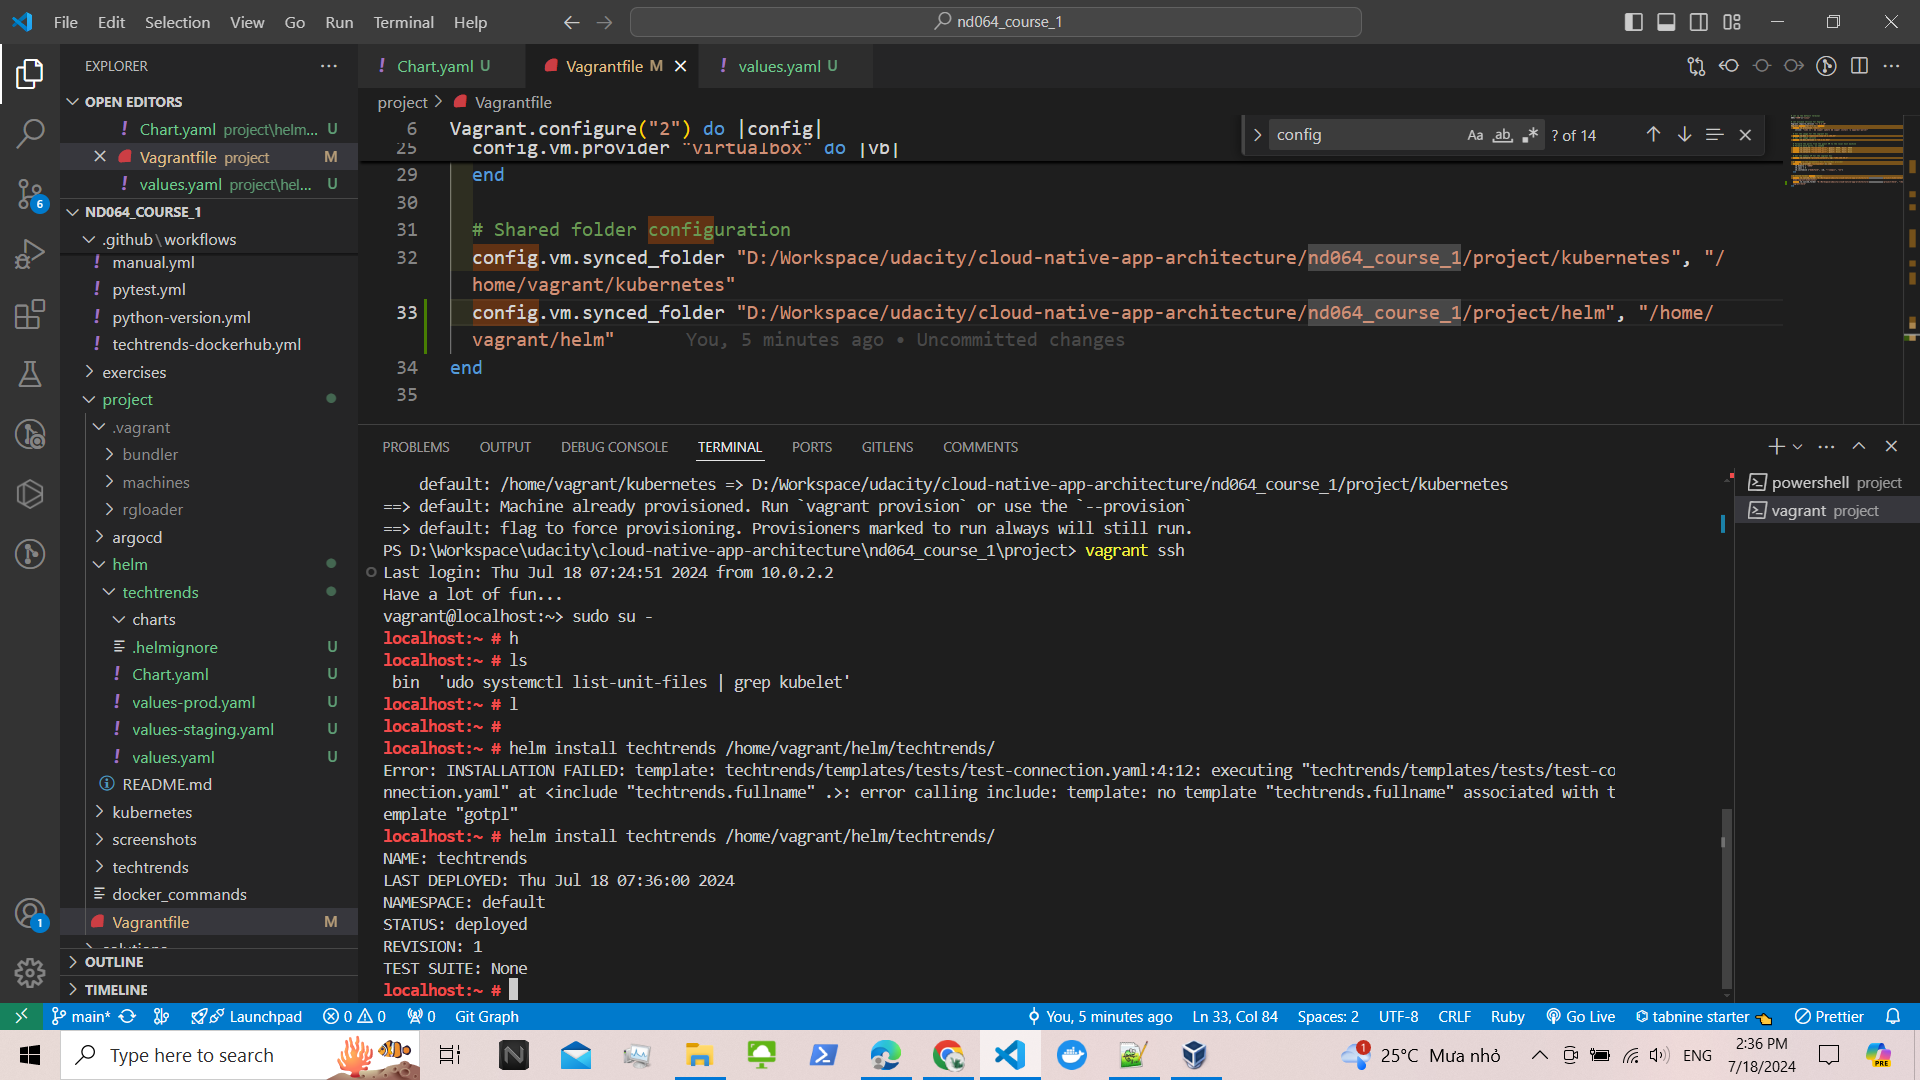 File Edit Selection View Go Run Terminal Help
nd064_course_1
EXPLORER
OPEN EDITORS
Chart.yaml project\helm... U
Vagrantfile project M
values.yaml project\hel... U
ND064_COURSE_1
.github\workflows
manual.yml
pytest.yml
python-version.yml
techtrends-dockerhub.yml
exercises
project
.vagrant
bundler
machines
rgloader
argocd
helm
techtrends
charts
.helmignore U
Chart.yaml U
values-prod.yaml U
values-staging.yaml U
values.yaml U
README.md
kubernetes
screenshots
techtrends
docker_commands
Vagrantfile M
solutions
OUTLINE
TIMELINE
6
1
Chart.yaml U
Vagrantfile M
values.yaml U
project > Vagrantfile
6 Vagrant.configure("2") do |config|
25 config.vm.provider "virtualbox" do |vb|
29 end
30
31 # Shared folder configuration
32 config.vm.synced_folder "D:/Workspace/udacity/cloud-native-app-architecture/nd064_course_1/project/kubernetes", "/
home/vagrant/kubernetes"
33 config.vm.synced_folder "D:/Workspace/udacity/cloud-native-app-architecture/nd064_course_1/project/helm", "/home/
vagrant/helm" You, 5 minutes ago • Uncommitted changes
34 end
35
config
Aa ab .*
? of 14
PROBLEMS OUTPUT DEBUG CONSOLE TERMINAL PORTS GITLENS COMMENTS
default: /home/vagrant/kubernetes => D:/Workspace/udacity/cloud-native-app-architecture/nd064_course_1/project/kubernetes
==> default: Machine already provisioned. Run `vagrant provision` or use the `--provision`
==> default: flag to force provisioning. Provisioners marked to run always will still run.
PS D:\Workspace\udacity\cloud-native-app-architecture\nd064_course_1\project> vagrant ssh
Last login: Thu Jul 18 07:24:51 2024 from 10.0.2.2
Have a lot of fun...
vagrant@localhost:~> sudo su -
localhost:~ # h
localhost:~ # ls
bin 'udo systemctl list-unit-files | grep kubelet'
localhost:~ # l
localhost:~ #
localhost:~ # helm install techtrends /home/vagrant/helm/techtrends/
Error: INSTALLATION FAILED: template: techtrends/templates/tests/test-connection.yaml:4:12: executing "techtrends/templates/tests/test-co
nnection.yaml" at <include "techtrends.fullname" .>: error calling include: template: no template "techtrends.fullname" associated with t
emplate "gotpl"
localhost:~ # helm install techtrends /home/vagrant/helm/techtrends/
NAME: techtrends
LAST DEPLOYED: Thu Jul 18 07:36:00 2024
NAMESPACE: default
STATUS: deployed
REVISION: 1
TEST SUITE: None
localhost:~ #
powershell project
vagrant project
main* Launchpad 0 0 0 Git Graph
You, 5 minutes ago Ln 33, Col 84 Spaces: 2 UTF-8 CRLF Ruby Go Live tabnine starter Prettier
Type here to search
N
PRE
1
25°C Mưa nhỏ
ENG
2:36 PM
7/18/2024